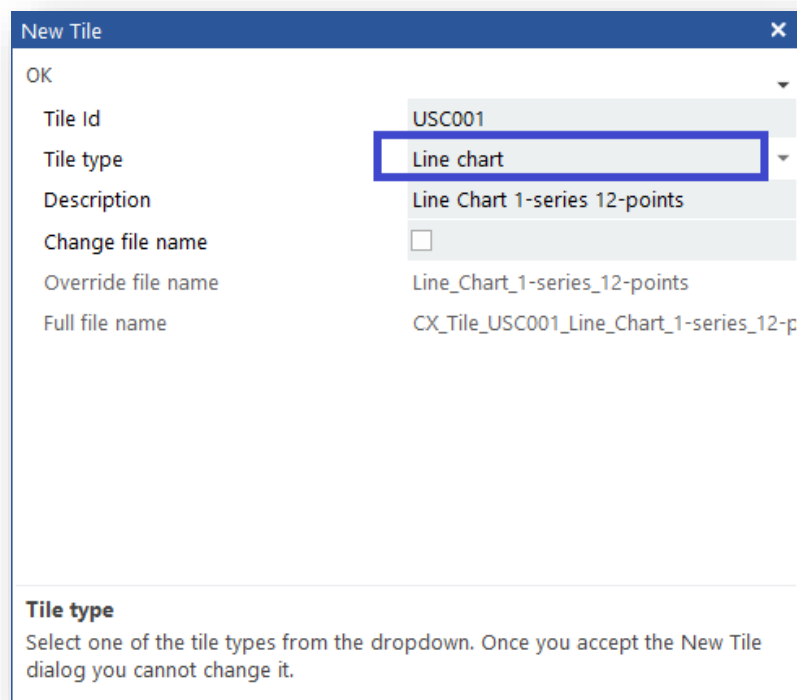 New Tile
OK
Tile Id USC001
Tile type Line chart
Description Line Chart 1-series 12-points
Change file name
Override file name Line_Chart_1-series_12-points
Full file name CX_Tile_USC001_Line_Chart_1-series_12-p
Tile type
Select one of the tile types from the dropdown. Once you accept the New Tile
dialog you cannot change it.